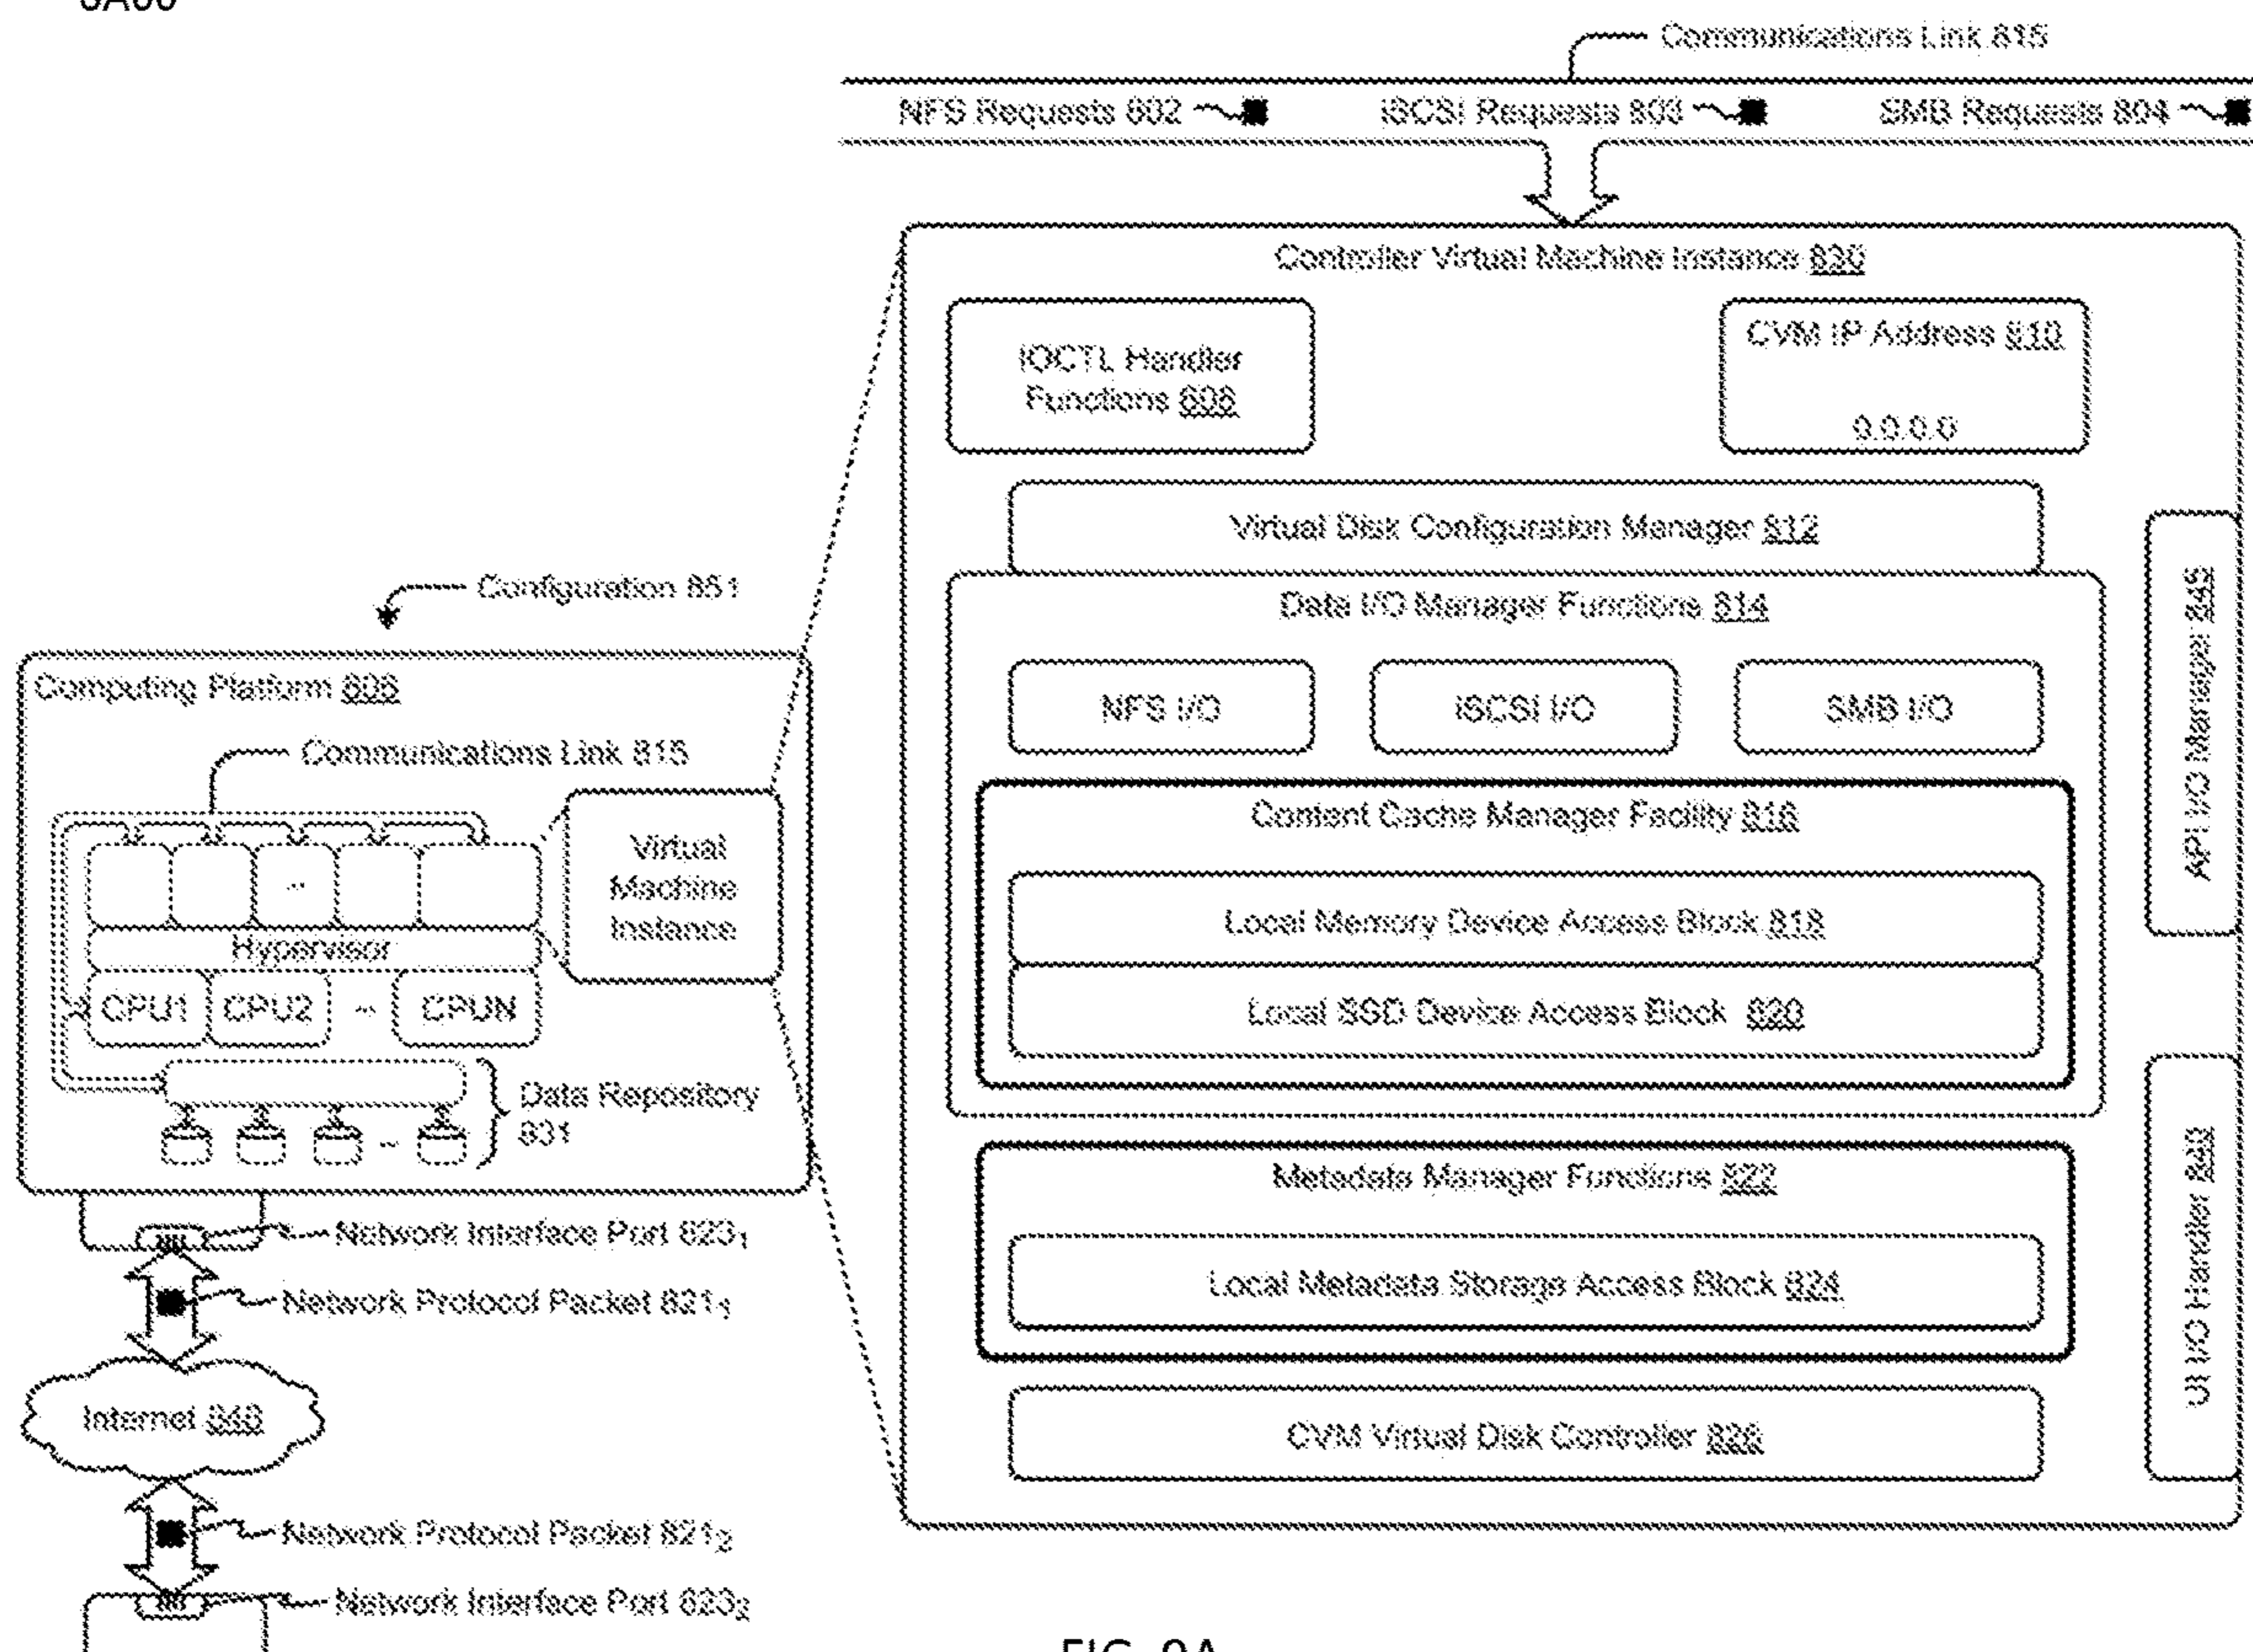 Communications Link 815
NFS Requests 802
iSCSI Requests 803
SMB Requests 804
Controller Virtual Machine Instance 830
IOCTL Handler
Functions 808
CVM IP Address 810
0.0.0.0
Virtual Disk Configuration Manager 812
Data I/O Manager Functions 814
NFS I/O
iSCSI I/O
SMB I/O
Content Cache Manager Facility 816
Local Memory Device Access Block 818
Local SSD Device Access Block 820
Metadata Manager Functions 822
Local Metadata Storage Access Block 824
CVM Virtual Disk Controller 826
API I/O Manager 845
UI I/O Handler 840
Configuration 851
Computing Platform 806
Communications Link 815
Virtual
Machine
Instance
Hypervisor
CPU1
CPU2
CPUN
Data Repository
831
Network Interface Port 823₁
Network Protocol Packet 821₁
Internet 848
Network Protocol Packet 821₂
Network Interface Port 823₂